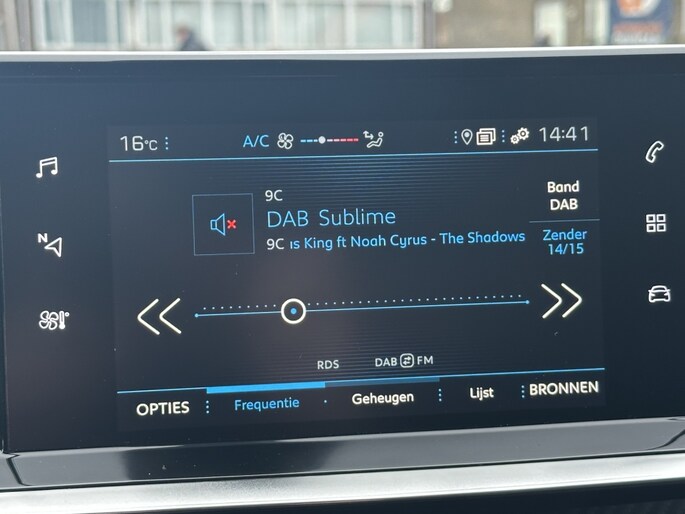 16°C
A/C
14:41
N
9C
DAB Sublime
9C ıs King ft Noah Cyrus - The Shadows
Band
DAB
Zender
14/15
RDS
DAB FM
OPTIES
Frequentie
Geheugen
Lijst
BRONNEN